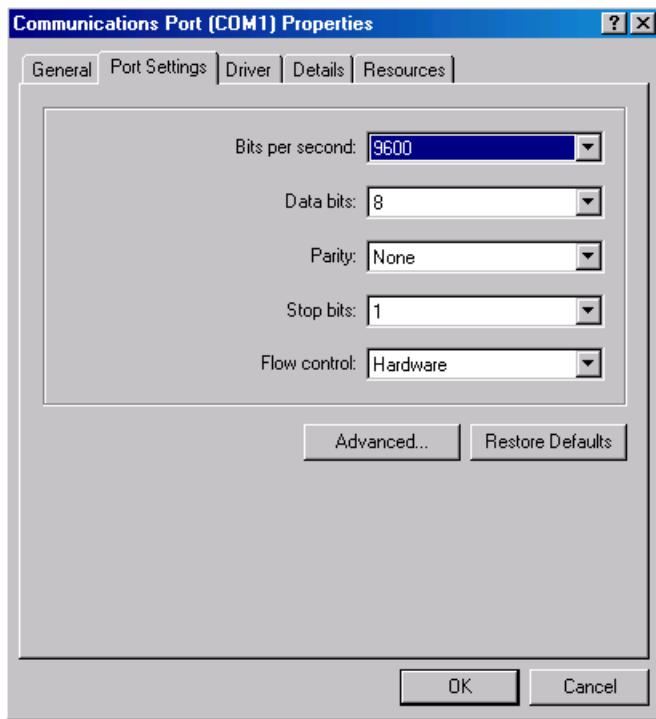 Communications Port (COM1) Properties
General Port Settings Driver Details Resources
Bits per second: 9600
Data bits: 8
Parity: None
Stop bits: 1
Flow control: Hardware
Advanced... Restore Defaults
OK Cancel